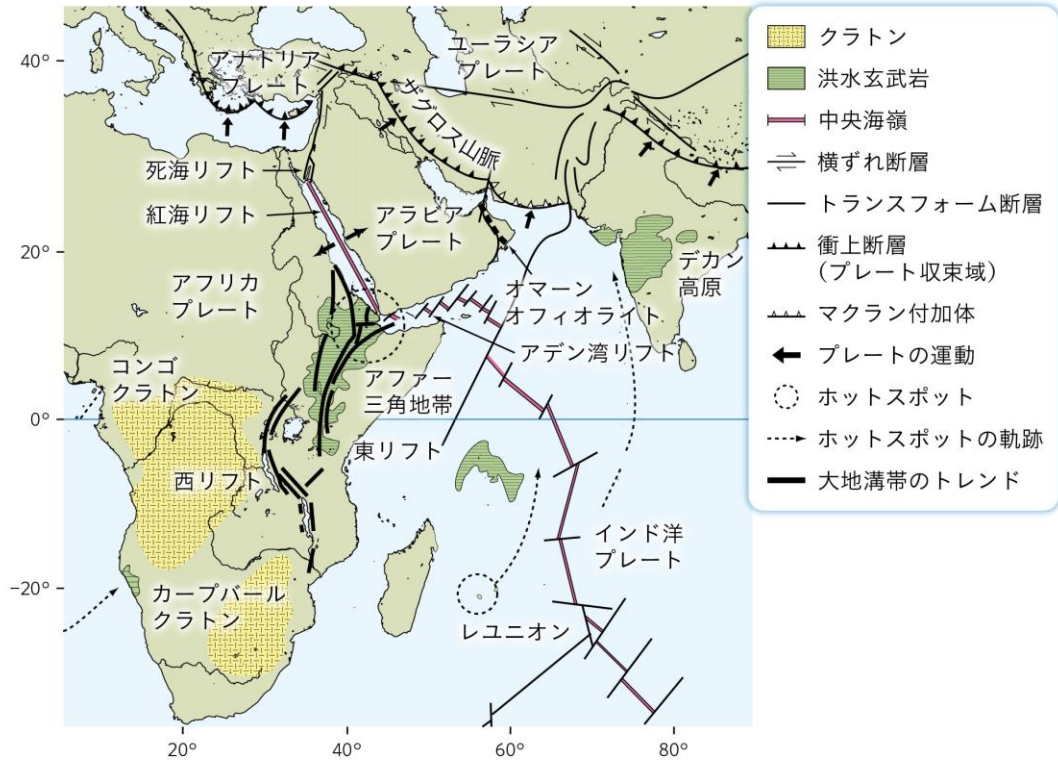 40°
20°
0°
−20°
20°
40°
60°
80°
ユーラシア
プレート
アナトリア
プレート
ザグロス山脈
死海リフト
紅海リフト
アラビア
プレート
アフリカ
プレート
デカン
高原
オマーン
オフィオライト
アデン湾リフト
コンゴ
クラトン
アファー
三角地帯
東リフト
西リフト
インド洋
プレート
カープバール
クラトン
レユニオン
クラトン
洪水玄武岩
中央海嶺
横ずれ断層
トランスフォーム断層
衝上断層
(プレート収束域)
マクラン付加体
プレートの運動
ホットスポット
ホットスポットの軌跡
大地溝帯のトレンド